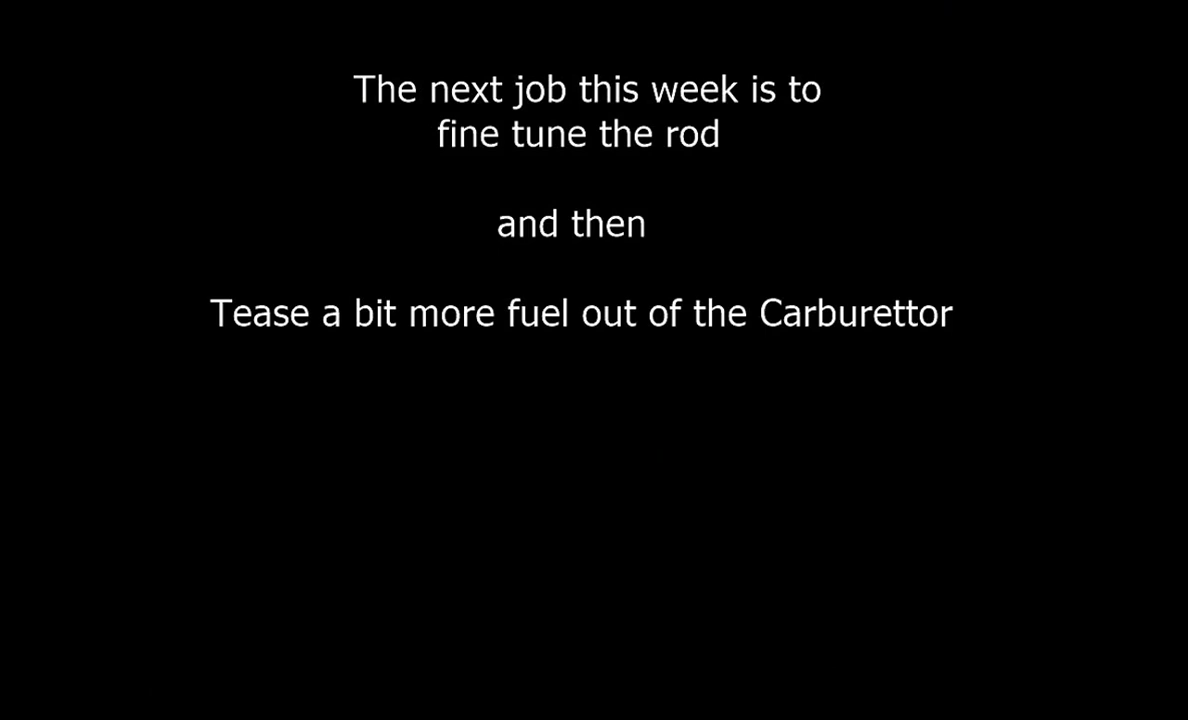 The next job this week is to
fine tune the rod
and then
Tease a bit more fuel out of the Carburettor